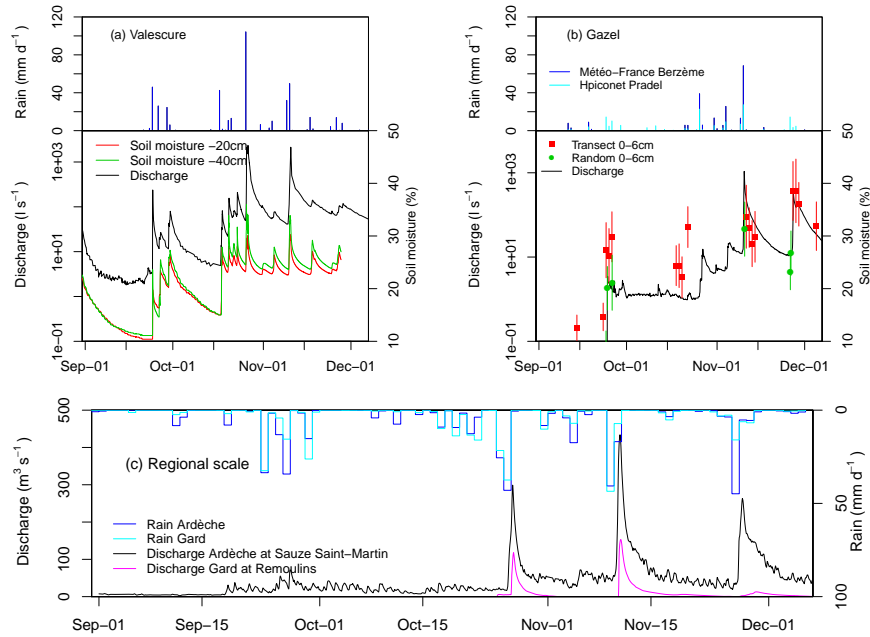 (a) Valescure
Rain (mm d⁻¹)
0 40 80 120
Soil moisture −20cm
Soil moisture −40cm
Discharge
Discharge (l s⁻¹)
1e−01 1e+01 1e+03
Soil moisture (%)
10 20 30 40 50
Sep−01 Oct−01 Nov−01 Dec−01
(b) Gazel
Rain (mm d⁻¹)
0 40 80 120
Météo−France Berzème
Hpiconet Pradel
Transect 0−6cm
Random 0−6cm
Discharge
Discharge (l s⁻¹)
1e−01 1e+01 1e+03
Soil moisture (%)
10 20 30 40 50
Sep−01 Oct−01 Nov−01 Dec−01
(c) Regional scale
Discharge (m³ s⁻¹)
0 100 300 500
Rain Ardèche
Rain Gard
Discharge Ardèche at Sauze Saint−Martin
Discharge Gard at Remoulins
Rain (mm d⁻¹)
0 50 100
Sep−01 Sep−15 Oct−01 Oct−15 Nov−01 Nov−15 Dec−01